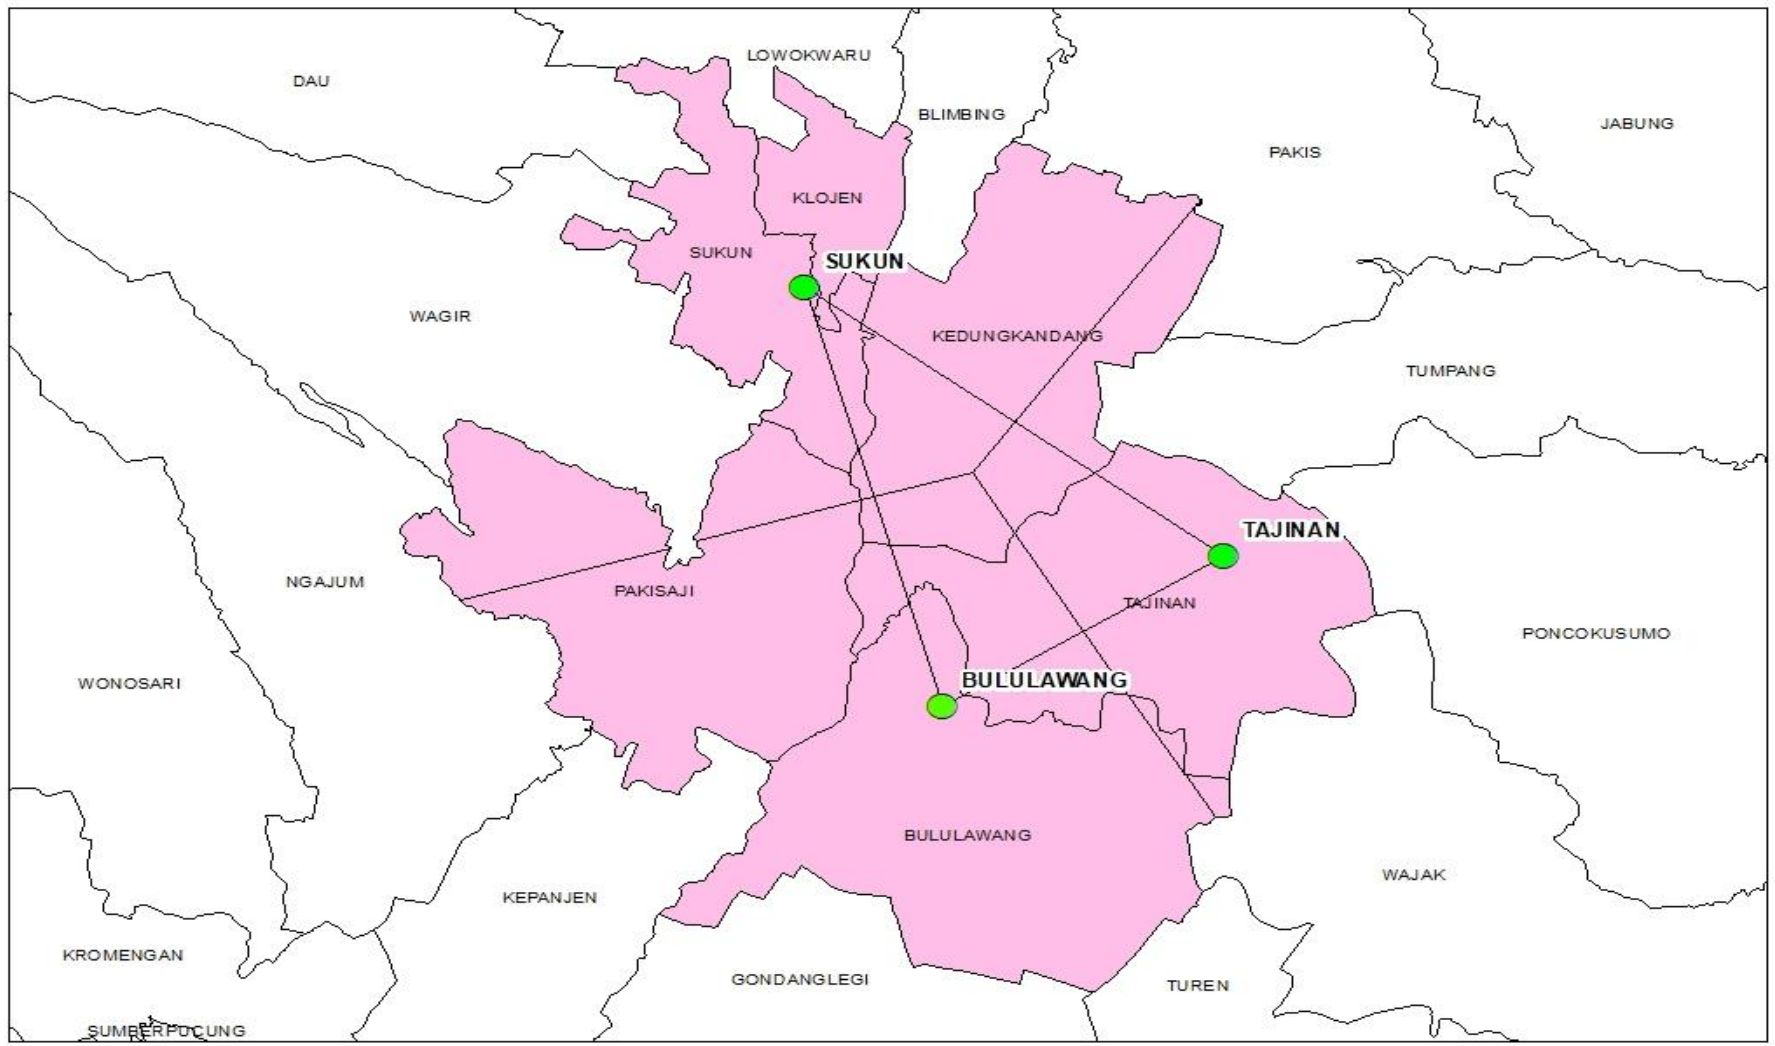 LOWOKWARU
DAU
BLIMBING
JABUNG
PAKIS
KLOJEN
SUKUN
SUKUN
WAGIR
KEDUNGKANDANG
TUMPANG
TAJINAN
NGAJUM
PAKISAJI
TAJINAN
PONCOKUSUMO
WONOSARI
BULULAWANG
BULULAWANG
WAJAK
KEPANJEN
KROMENGAN
GONDANGLEGI
TUREN
SUMBERPUCUNG